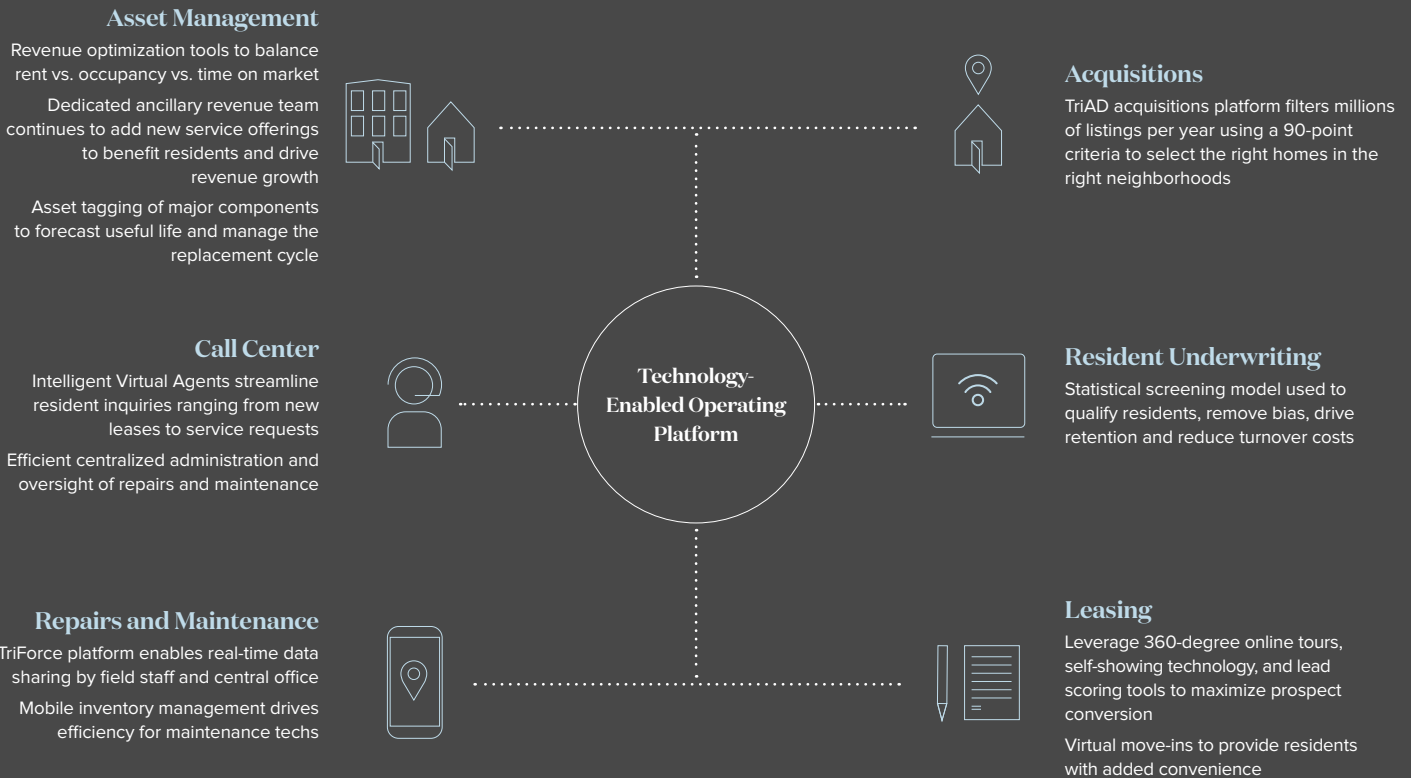 Asset Management
Revenue optimization tools to balance
rent vs. occupancy vs. time on market
Dedicated ancillary revenue team
continues to add new service offerings
to benefit residents and drive
revenue growth
Asset tagging of major components
to forecast useful life and manage the
replacement cycle
Acquisitions
TriAD acquisitions platform filters millions
of listings per year using a 90-point
criteria to select the right homes in the
right neighborhoods
Call Center
Intelligent Virtual Agents streamline
resident inquiries ranging from new
leases to service requests
Efficient centralized administration and
oversight of repairs and maintenance
Technology-
Enabled Operating
Platform
Resident Underwriting
Statistical screening model used to
qualify residents, remove bias, drive
retention and reduce turnover costs
Repairs and Maintenance
TriForce platform enables real-time data
sharing by field staff and central office
Mobile inventory management drives
efficiency for maintenance techs
Leasing
Leverage 360-degree online tours,
self-showing technology, and lead
scoring tools to maximize prospect
conversion
Virtual move-ins to provide residents
with added convenience